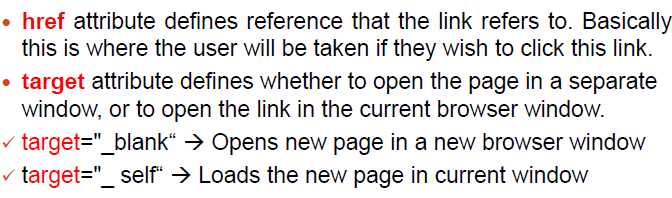 • href attribute defines reference that the link refers to. Basically
this is where the user will be taken if they wish to click this link.
• target attribute defines whether to open the page in a separate
window, or to open the link in the current browser window.
✓ target="_blank“ → Opens new page in a new browser window
✓ target="_ self“ → Loads the new page in current window